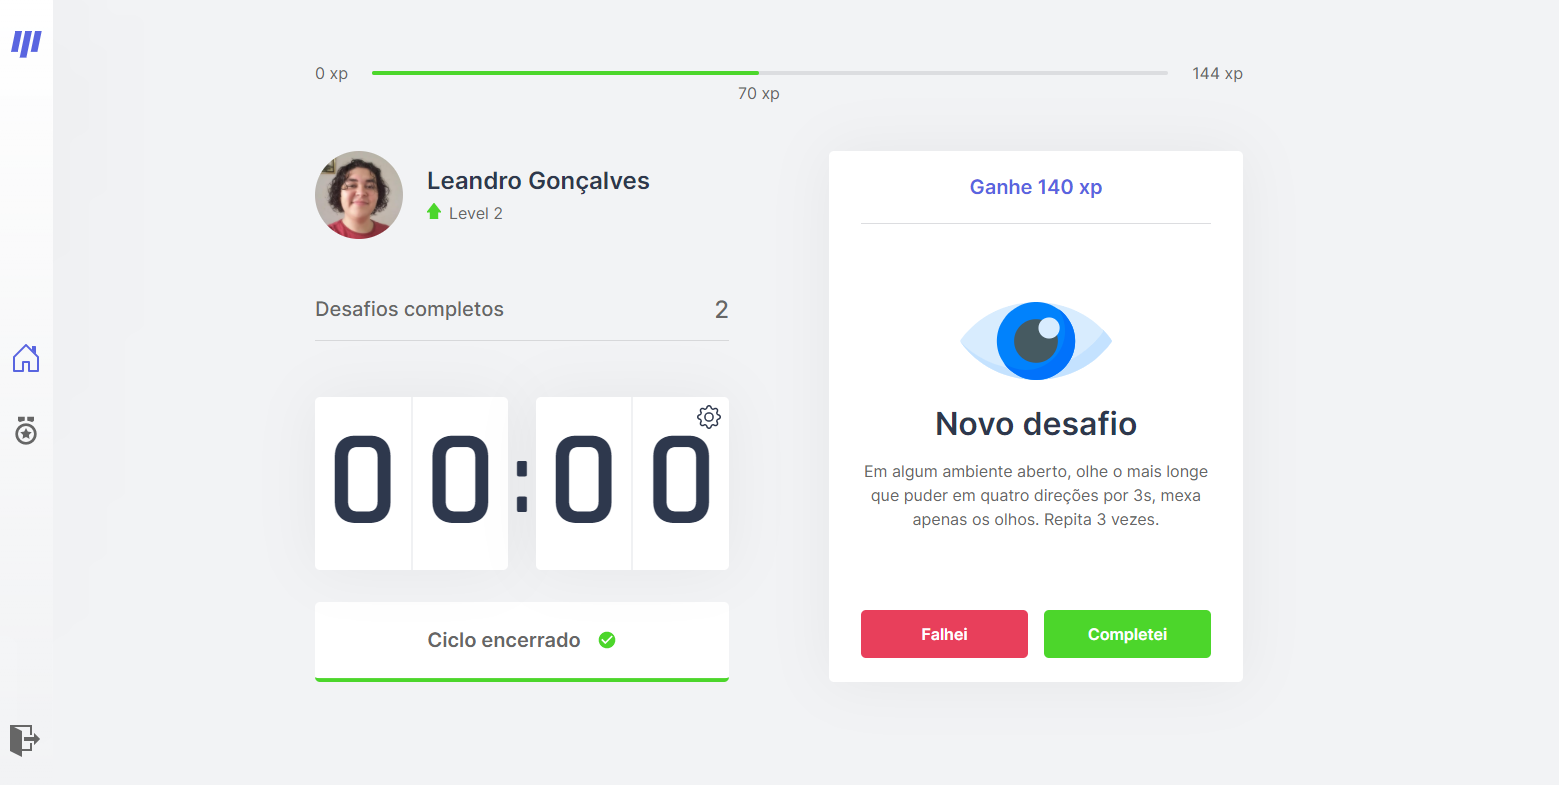 0 xp
144 xp
70 xp
Leandro Gonçalves
Level 2
Desafios completos
2
00:00
Ciclo encerrado
Ganhe 140 xp
Novo desafio
Em algum ambiente aberto, olhe o mais longe
que puder em quatro direções por 3s, mexa
apenas os olhos. Repita 3 vezes.
Falhei
Completei